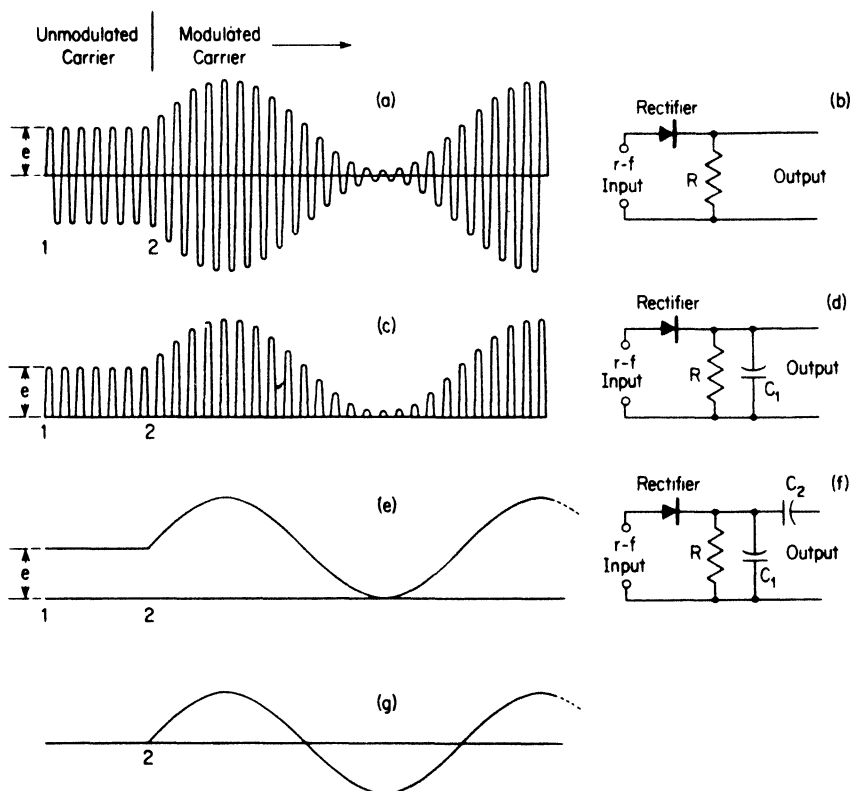 Unmodulated Carrier
Modulated Carrier
(a)
e
1
2
Rectifier
(b)
r-f Input
R
Output
(c)
e
1
2
Rectifier
(d)
r-f Input
R
C1
Output
(e)
e
1
2
Rectifier
C2
(f)
r-f Input
R
C1
Output
(g)
2